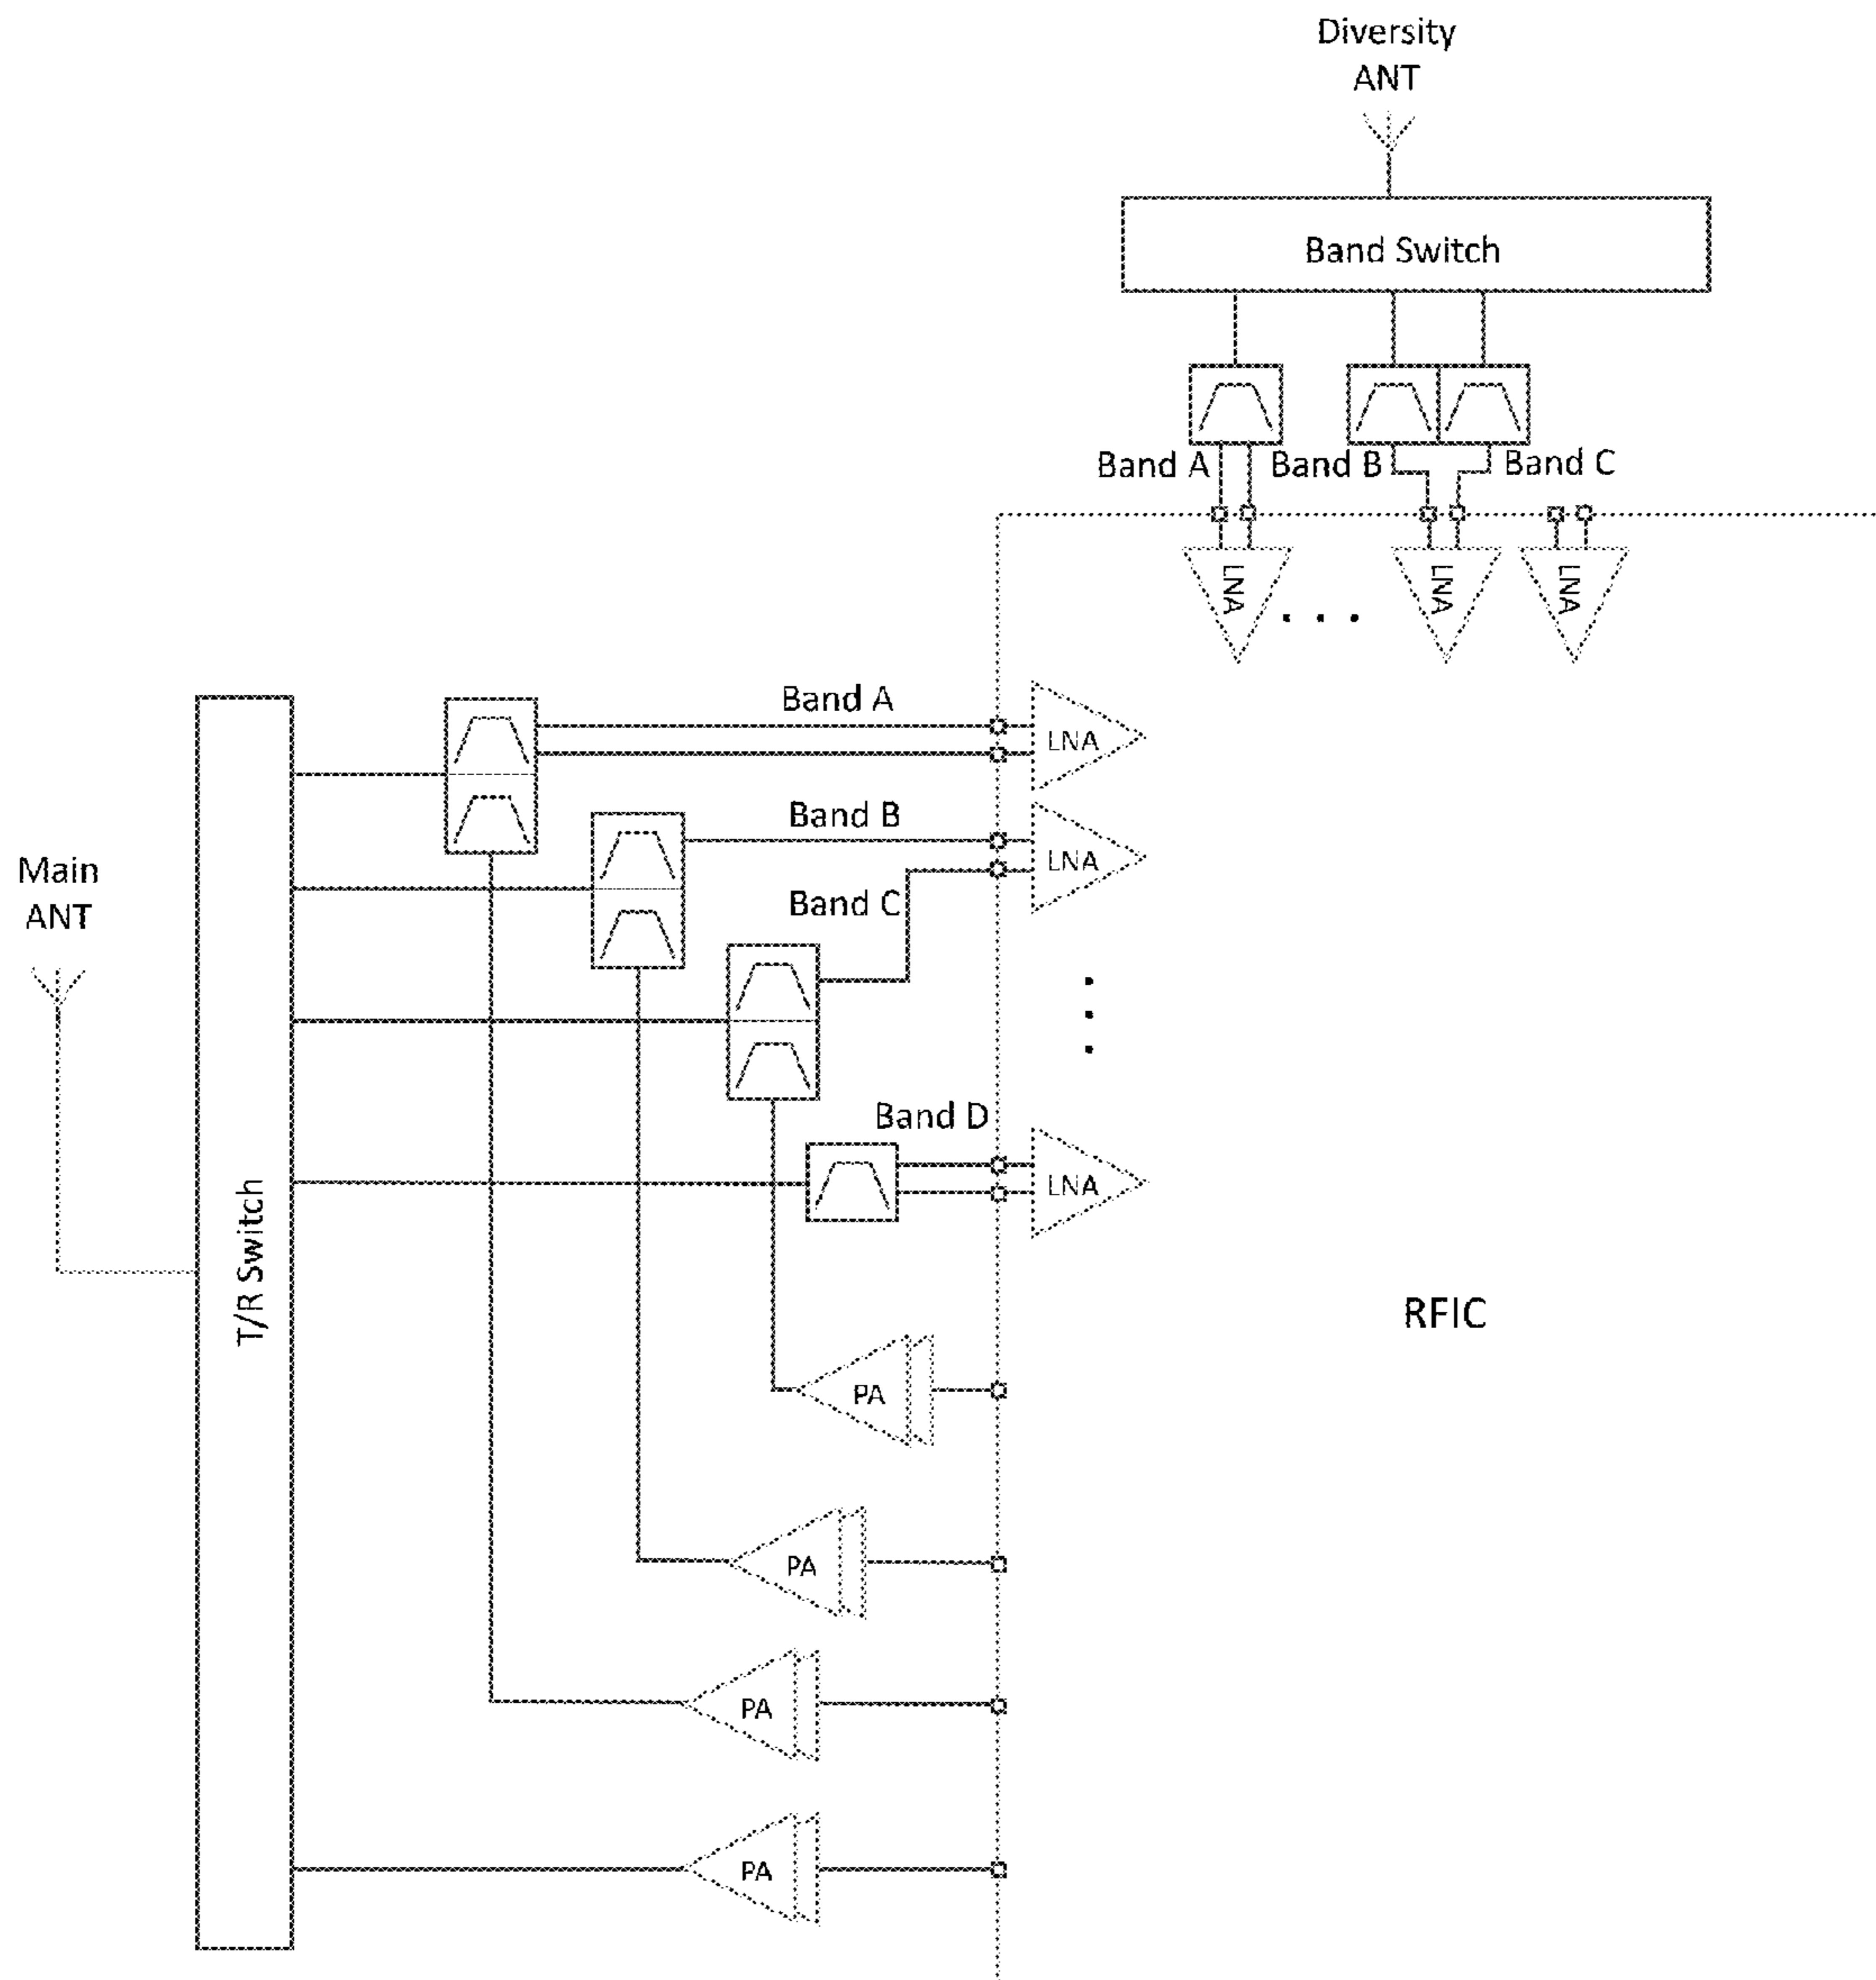 Diversity
ANT
Band Switch
Band A
Band B
Band C
LNA
LNA
LNA
Band A
LNA
Band B
LNA
Main
ANT
Band C
Band D
LNA
T/R Switch
RFIC
PA
PA
PA
PA